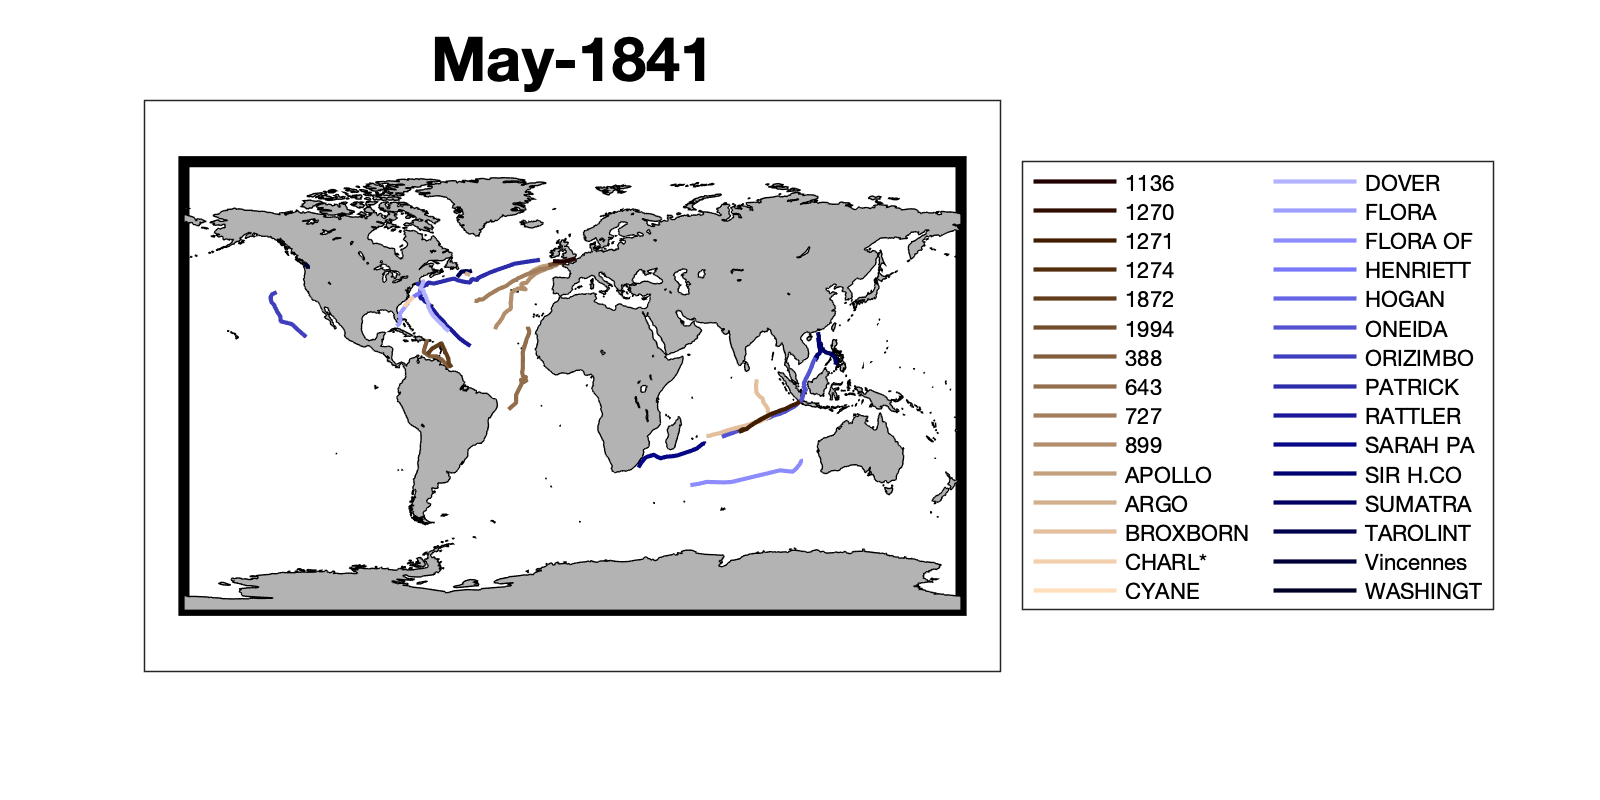 May-1841
1136
1270
1271
1274
1872
1994
388
643
727
899
APOLLO
ARGO
BROXBORN
CHARL*
CYANE
DOVER
FLORA
FLORA OF
HENRIETT
HOGAN
ONEIDA
ORIZIMBO
PATRICK
RATTLER
SARAH PA
SIR H.CO
SUMATRA
TAROLINT
Vincennes
WASHINGT